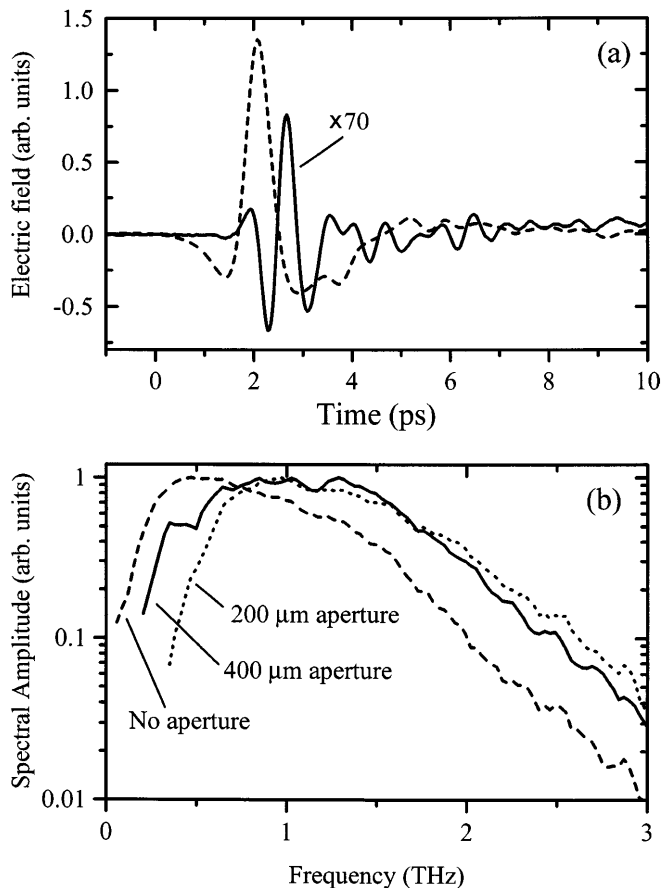 1.5
(a)
1.0
x70
0.5
0.0
-0.5
Electric field (arb. units)
0 2 4 6 8 10
Time (ps)
1
(b)
200 μm aperture
0.1
400 μm aperture
No aperture
0.01
Spectral Amplitude (arb. units)
0 1 2 3
Frequency (THz)